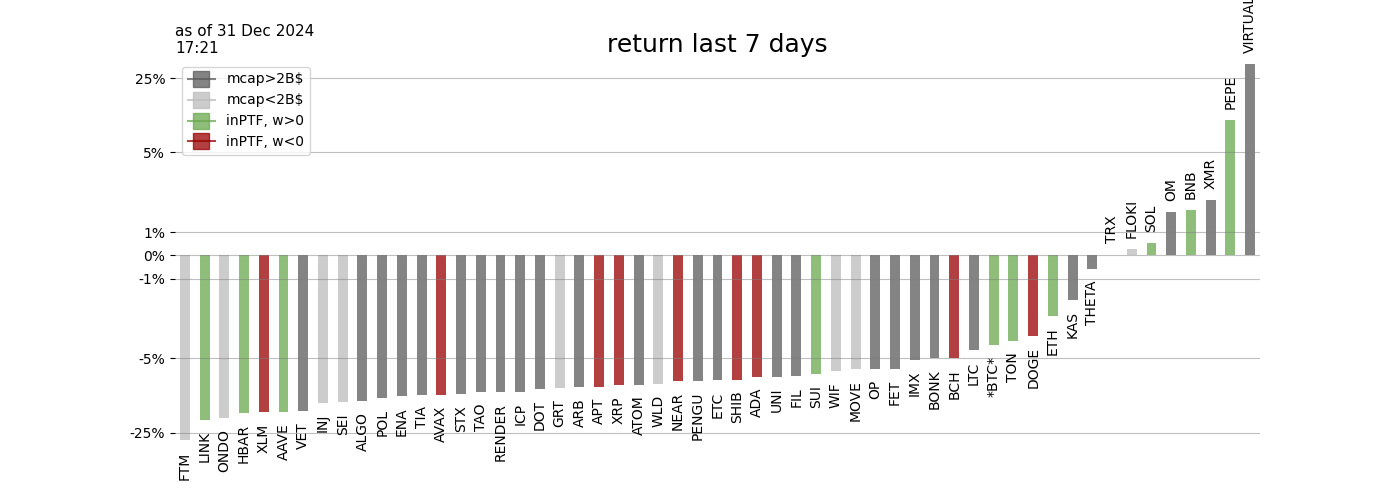 as of 31 Dec 2024
17:21
return last 7 days
mcap>2B$
mcap<2B$
inPTF, w>0
inPTF, w<0
25%
5%
1%
0%
-1%
-5%
-25%
FTM
LINK
ONDO
HBAR
XLM
AAVE
VET
INJ
SEI
ALGO
POL
ENA
TIA
AVAX
STX
TAO
RENDER
ICP
DOT
GRT
ARB
APT
XRP
ATOM
WLD
NEAR
PENGU
ETC
SHIB
ADA
UNI
FIL
SUI
WIF
MOVE
OP
FET
IMX
BONK
BCH
LTC
*BTC*
TON
DOGE
ETH
KAS
THETA
TRX
FLOKI
SOL
OM
BNB
XMR
PEPE
VIRTUAL